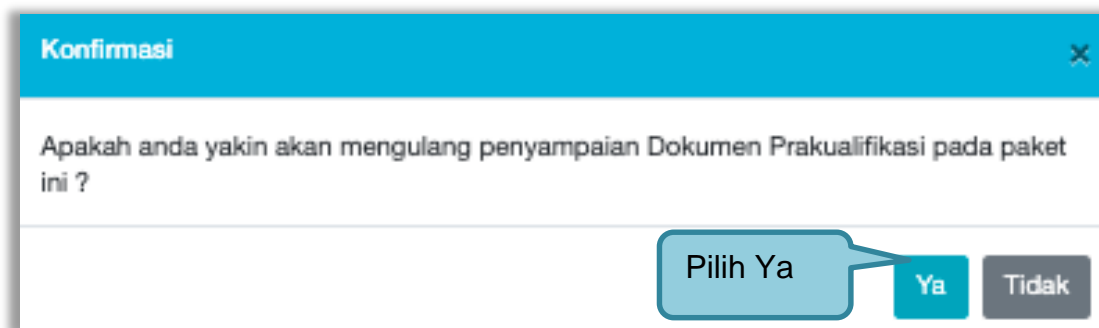 Konfirmasi ×
Apakah anda yakin akan mengulang penyampaian Dokumen Prakualifikasi pada paket
ini ?
Pilih Ya
Ya Tidak